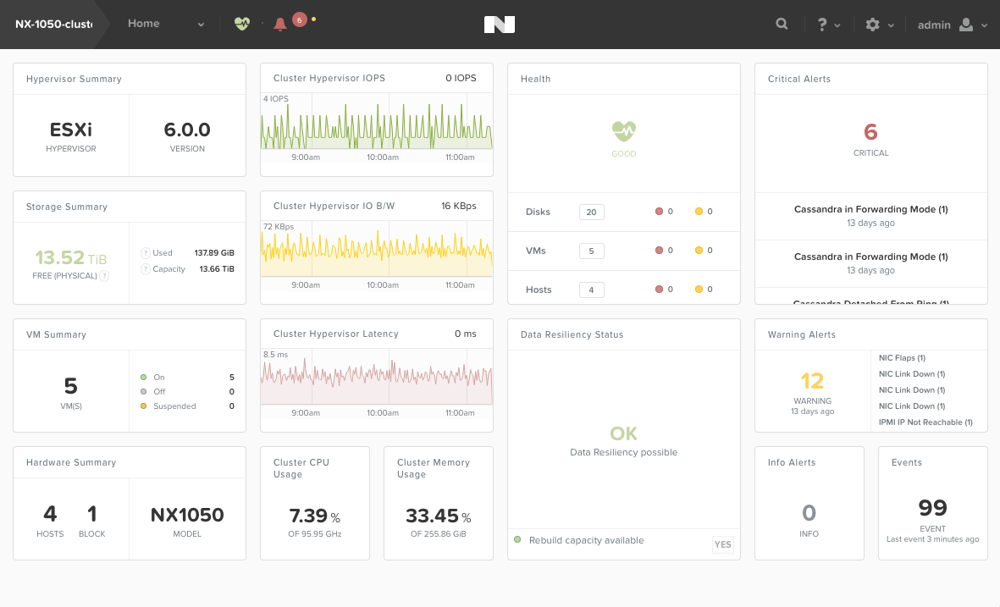 NX-1050-clust
Home
6
?
admin
Hypervisor Summary
ESXi
HYPERVISOR
6.0.0
VERSION
Cluster Hypervisor IOPS 0 IOPS
4 IOPS
9:00am 10:00am 11:00am
Health
GOOD
Disks 20 0 0
VMs 5 0 0
Hosts 4 0 0
Critical Alerts
6
CRITICAL
Cassandra in Forwarding Mode (1)
13 days ago
Cassandra in Forwarding Mode (1)
13 days ago
Cassandra Detached From Ring (1)
Storage Summary
13.52 TiB
FREE (PHYSICAL) ?
? Used 137.89 GiB
? Capacity 13.66 TiB
Cluster Hypervisor IO B/W 16 KBps
72 KBps
9:00am 10:00am 11:00am
VM Summary
5
VM(S)
On 5
Off 0
Suspended 0
Cluster Hypervisor Latency 0 ms
8.5 ms
9:00am 10:00am 11:00am
Data Resiliency Status
OK
Data Resiliency possible
Rebuild capacity available YES
Warning Alerts
12
WARNING
13 days ago
NIC Flaps (1)
NIC Link Down (1)
NIC Link Down (1)
NIC Link Down (1)
IPMI IP Not Reachable (1)
Hardware Summary
4
HOSTS
1
BLOCK
NX1050
MODEL
Cluster CPU
Usage
7.39 %
OF 95.95 GHz
Cluster Memory
Usage
33.45 %
OF 255.86 GiB
Info Alerts
0
INFO
Events
99
EVENT
Last event 3 minutes ago